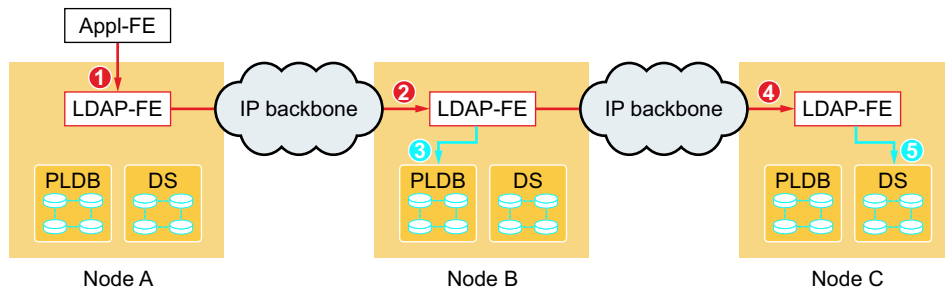 Appl-FE
1
LDAP-FE
IP backbone
2
LDAP-FE
IP backbone
4
LDAP-FE
3
5
PLDB
DS
PLDB
DS
PLDB
DS
Node A
Node B
Node C